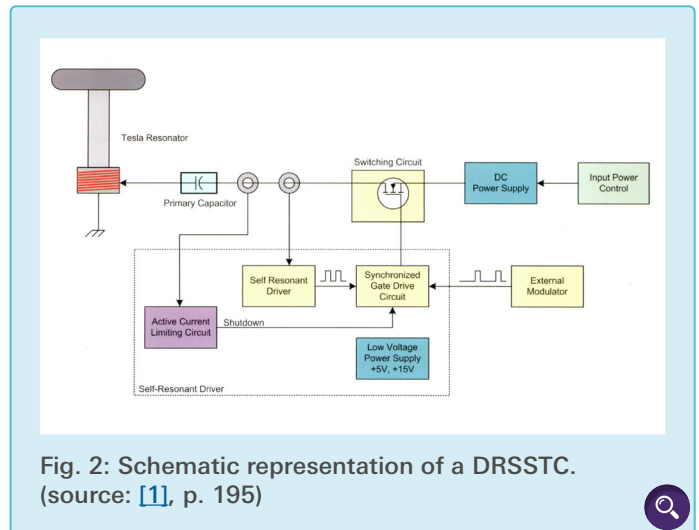 Tesla Resonator
Primary Capacitor
Switching Circuit
DC
Power Supply
Input Power
Control
Self Resonant
Driver
Synchronized
Gate Drive
Circuit
External
Modulator
Active Current
Limiting Circuit
Shutdown
Low Voltage
Power Supply
+5V, +15V
Self-Resonant Driver
Fig. 2: Schematic representation of a DRSSTC.
(source: [1], p. 195)